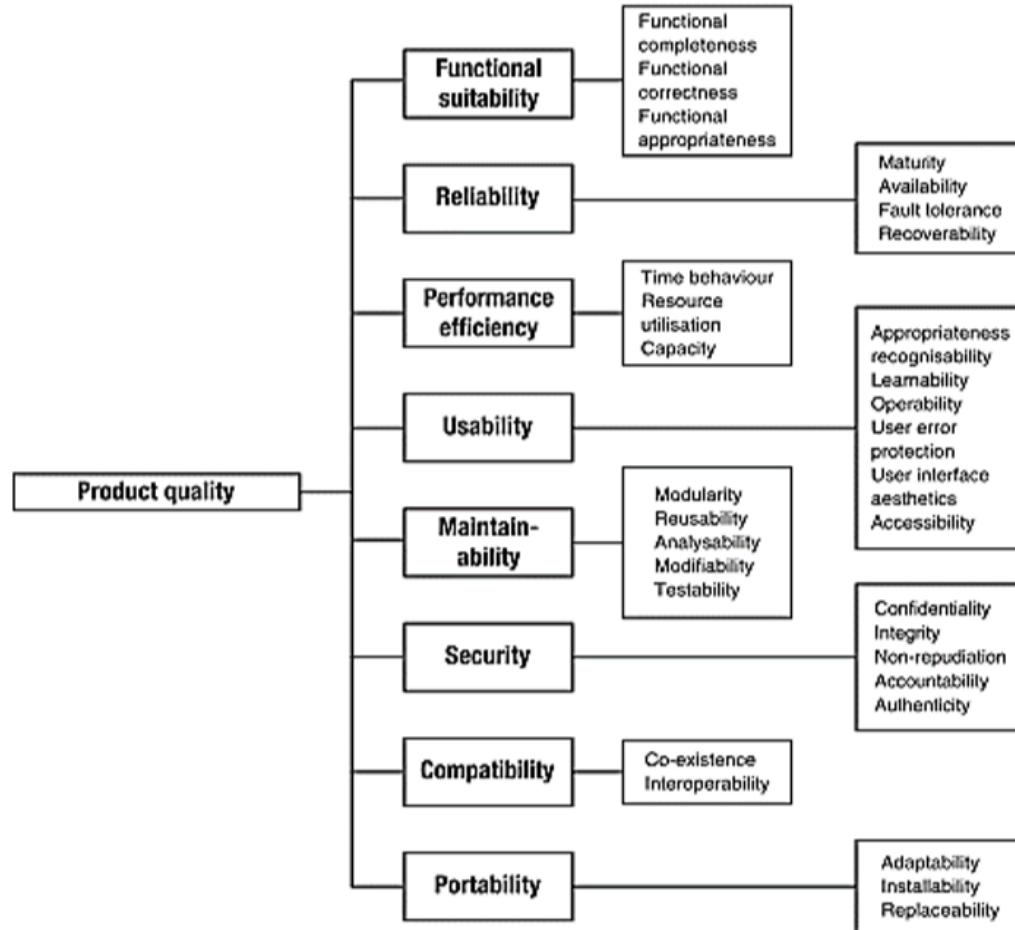 Product quality
Functional
suitability
Functional
completeness
Functional
correctness
Functional
appropriateness
Reliability
Maturity
Availability
Fault tolerance
Recoverability
Performance
efficiency
Time behaviour
Resource
utilisation
Capacity
Usability
Appropriateness
recognisability
Learnability
Operability
User error
protection
User interface
aesthetics
Accessibility
Maintain-
ability
Modularity
Reusability
Analysability
Modifiability
Testability
Security
Confidentiality
Integrity
Non-repudiation
Accountability
Authenticity
Compatibility
Co-existence
Interoperability
Portability
Adaptability
Installability
Replaceability